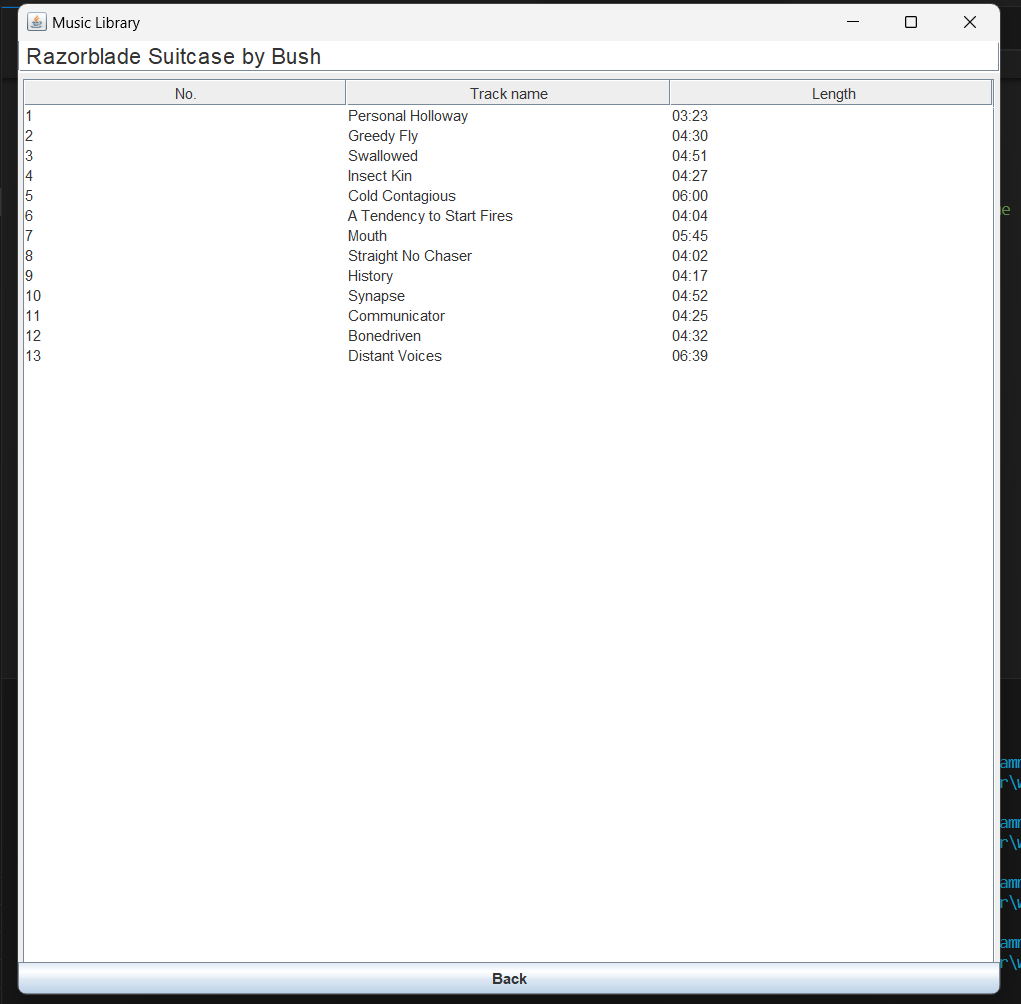 Music Library
Razorblade Suitcase by Bush
No. Track name Length
1 Personal Holloway 03:23
2 Greedy Fly 04:30
3 Swallowed 04:51
4 Insect Kin 04:27
5 Cold Contagious 06:00
6 A Tendency to Start Fires 04:04
7 Mouth 05:45
8 Straight No Chaser 04:02
9 History 04:17
10 Synapse 04:52
11 Communicator 04:25
12 Bonedriven 04:32
13 Distant Voices 06:39
Back